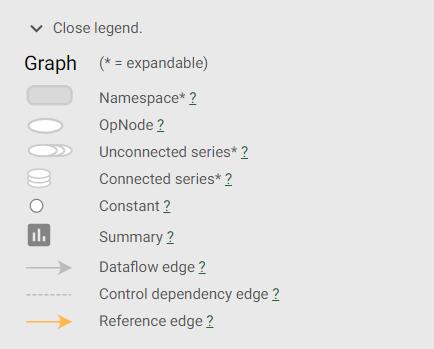 Close legend.
Graph (* = expandable)
Namespace* ?
OpNode ?
Unconnected series* ?
Connected series* ?
Constant ?
Summary ?
Dataflow edge ?
Control dependency edge ?
Reference edge ?